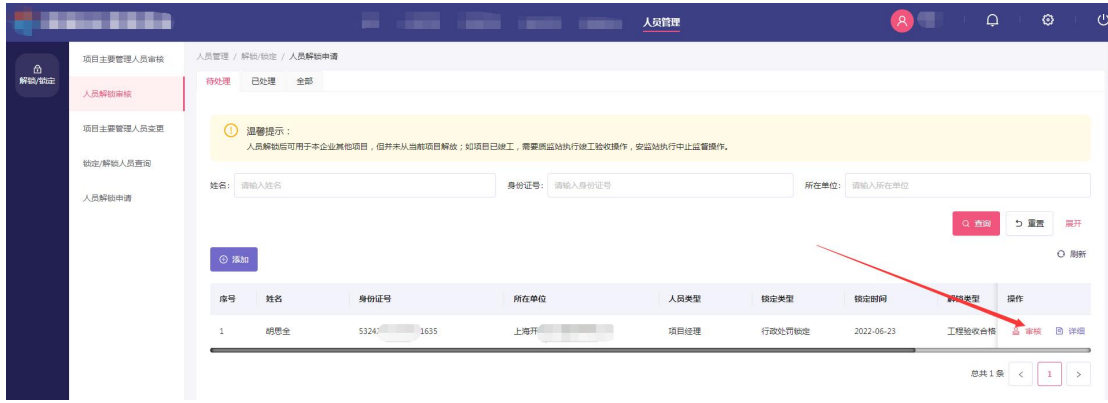 人员管理
解锁/锁定
项目主要管理人员审核
人员解锁审核
项目主要管理人员变更
锁定/解锁人员查询
人员解锁申请
人员管理 / 解锁/锁定 / 人员解锁申请
待处理 已处理 全部
温馨提示：
人员解锁后可用于本企业其他项目，但并未从当前项目解放；如项目已竣工，需要质监站执行竣工验收操作，安监站执行中止监督操作。
姓名： 请输入姓名 身份证号： 请输入身份证号 所在单位： 请输入所在单位
查询 重置 展开
添加 刷新
序号 姓名 身份证号 所在单位 人员类型 锁定类型 锁定时间 解锁类型 操作
1 胡思全 5324 1635 上海开 项目经理 行政处罚锁定 2022-06-23 工程验收合格 审核 详细
总共 1 条 < 1 >